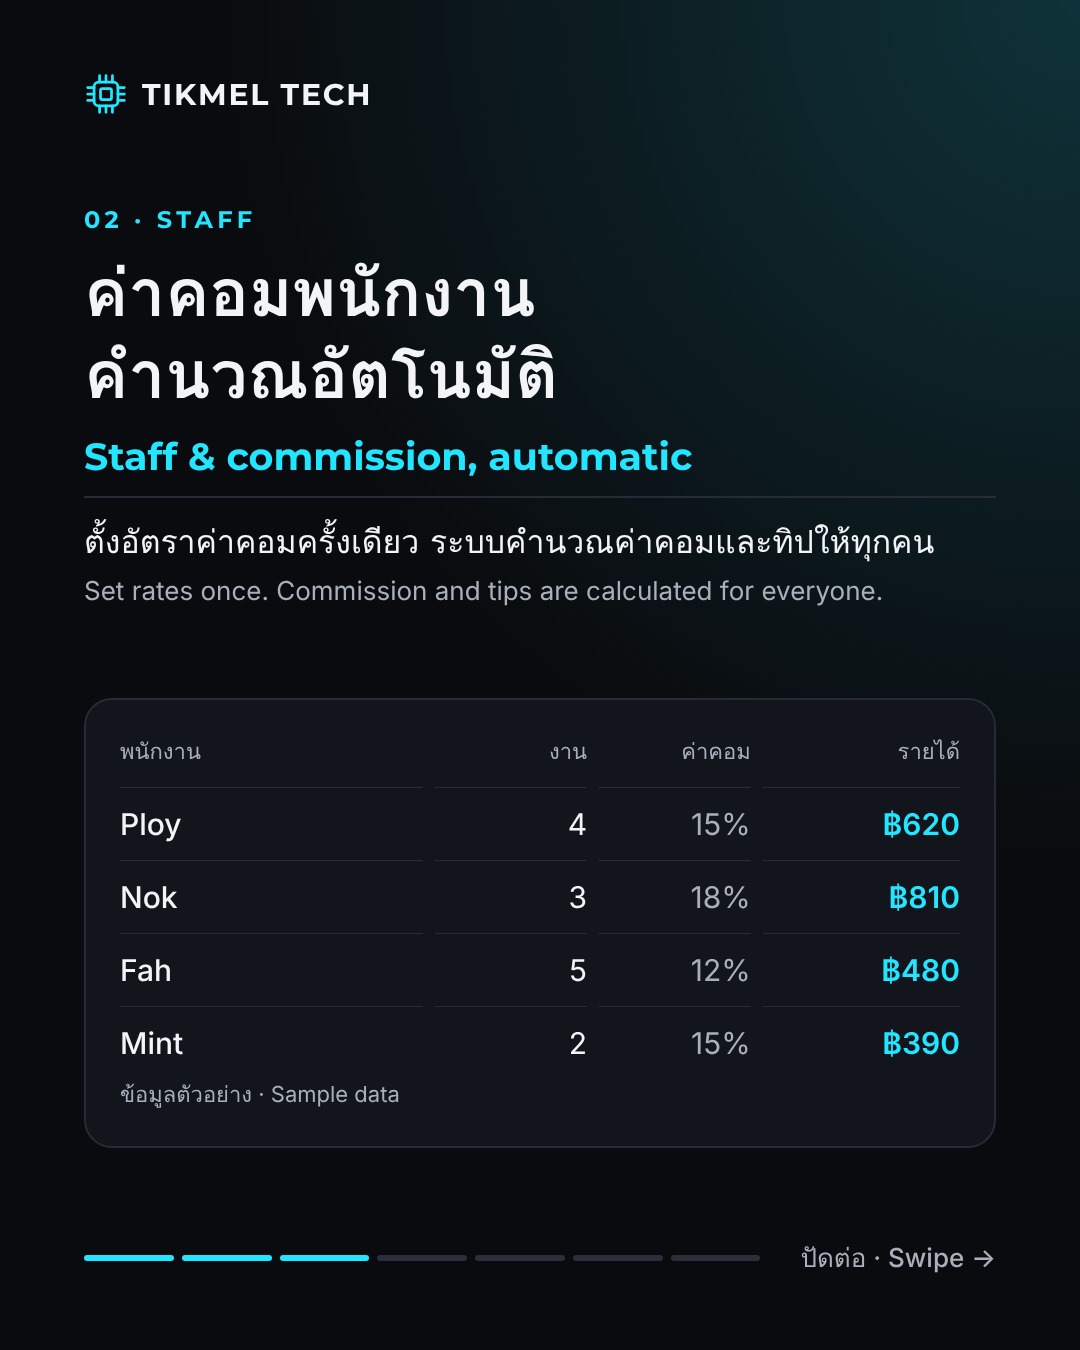 TIKMEL TECH
02 · STAFF
ค่าคอมพนักงาน
คำนวณอัตโนมัติ
Staff & commission, automatic
ตั้งอัตราค่าคอมครั้งเดียว ระบบคำนวณค่าคอมและทิปให้ทุกคน
Set rates once. Commission and tips are calculated for everyone.
พนักงาน งาน ค่าคอม รายได้
Ploy 4 15% ฿620
Nok 3 18% ฿810
Fah 5 12% ฿480
Mint 2 15% ฿390
ข้อมูลตัวอย่าง · Sample data
ปัดต่อ · Swipe →